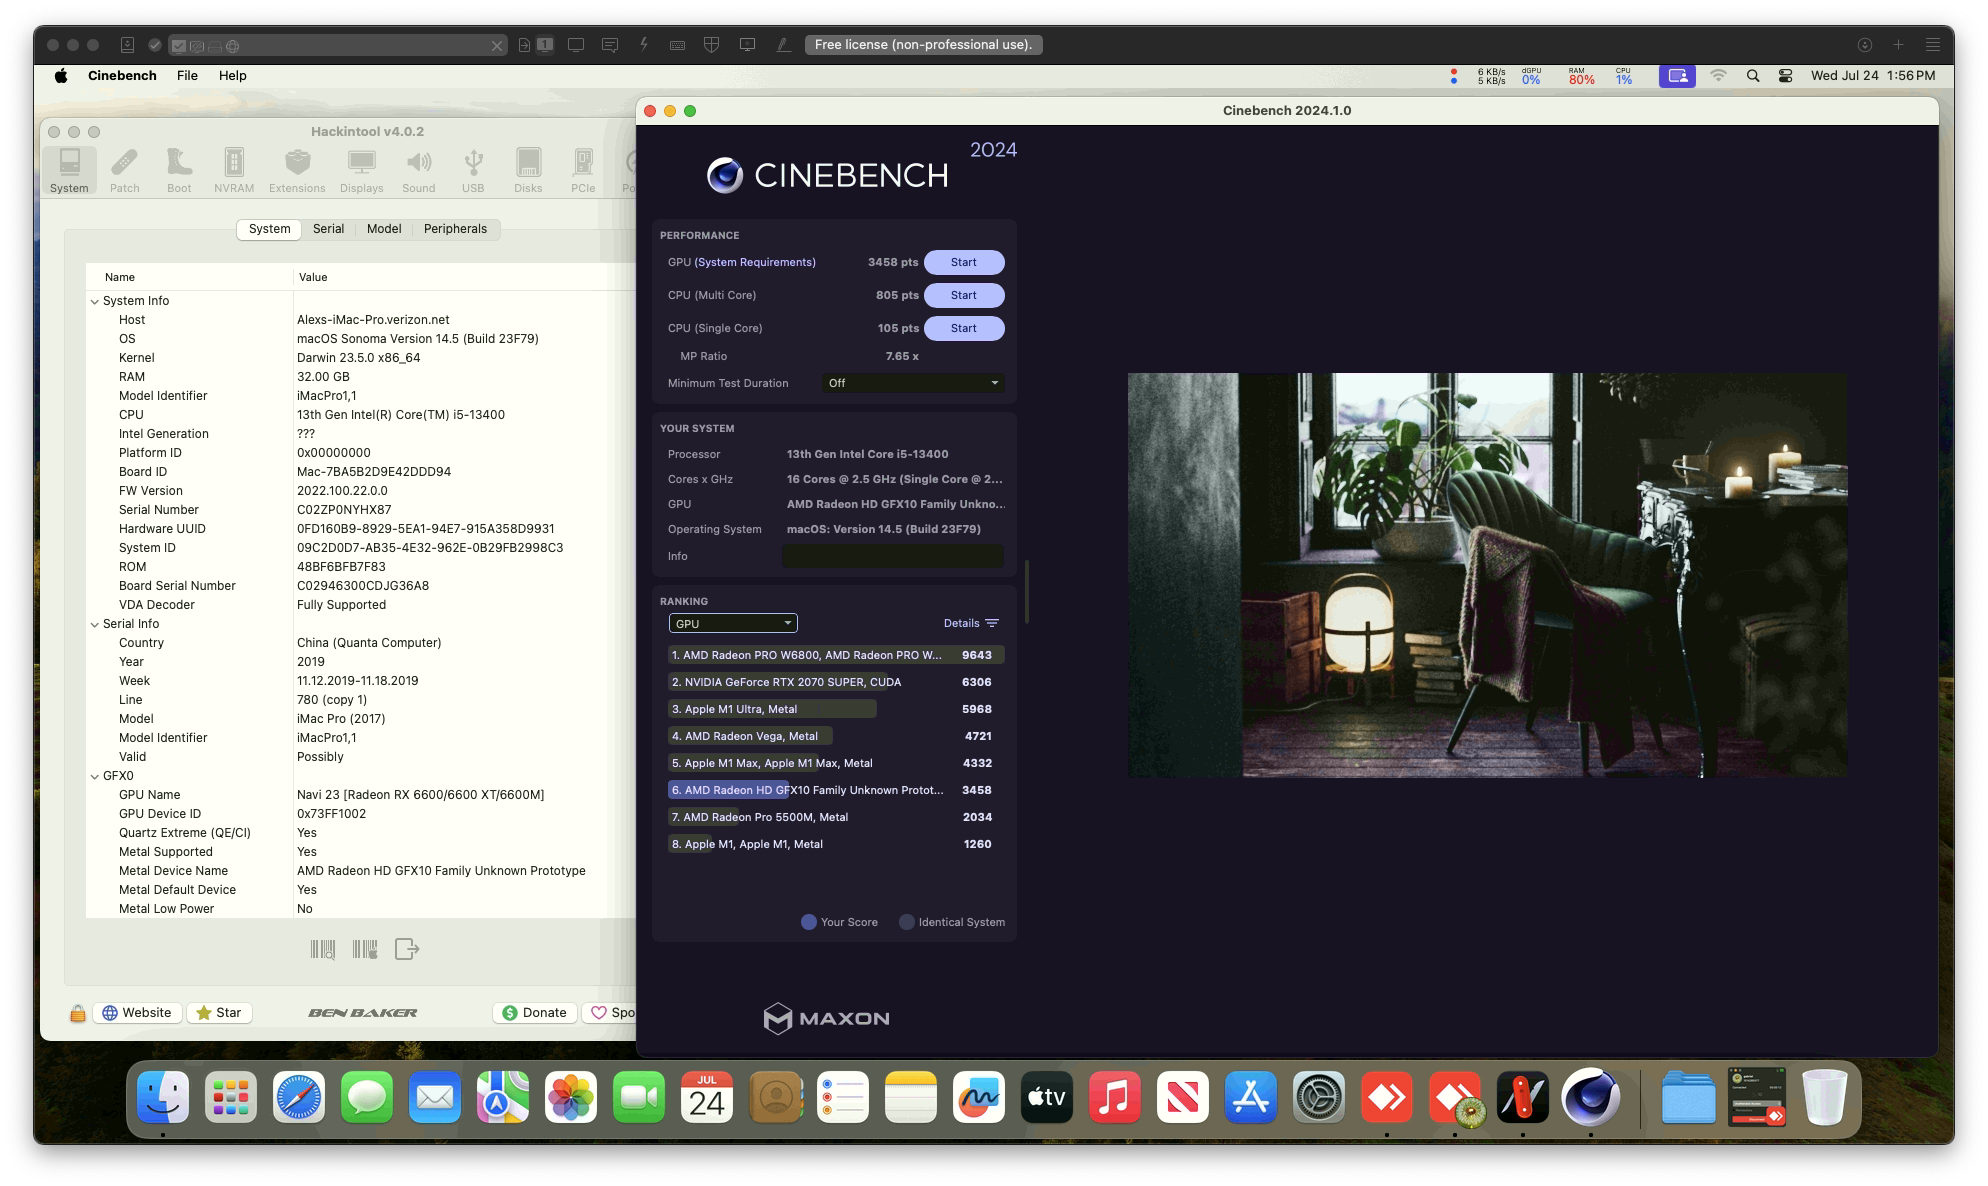 1
Free license (non-professional use).
Cinebench File Help
6 KB/s
5 KB/s
dGPU
0%
RAM
80%
CPU
1%
Wed Jul 24 1:56 PM
Hackintool v4.0.2
System Patch Boot NVRAM Extensions Displays Sound USB Disks PCIe Po
System Serial Model Peripherals
Name Value
System Info
Host Alexs-iMac-Pro.verizon.net
OS macOS Sonoma Version 14.5 (Build 23F79)
Kernel Darwin 23.5.0 x86_64
RAM 32.00 GB
Model Identifier iMacPro1,1
CPU 13th Gen Intel(R) Core(TM) i5-13400
Intel Generation ???
Platform ID 0x00000000
Board ID Mac-7BA5B2D9E42DDD94
FW Version 2022.100.22.0.0
Serial Number C02ZP0NYHX87
Hardware UUID 0FD160B9-8929-5EA1-94E7-915A358D9931
System ID 09C2D0D7-AB35-4E32-962E-0B29FB2998C3
ROM 48BF6BFB7F83
Board Serial Number C02946300CDJG36A8
VDA Decoder Fully Supported
Serial Info
Country China (Quanta Computer)
Year 2019
Week 11.12.2019-11.18.2019
Line 780 (copy 1)
Model iMac Pro (2017)
Model Identifier iMacPro1,1
Valid Possibly
GFX0
GPU Name Navi 23 [Radeon RX 6600/6600 XT/6600M]
GPU Device ID 0x73FF1002
Quartz Extreme (QE/CI) Yes
Metal Supported Yes
Metal Device Name AMD Radeon HD GFX10 Family Unknown Prototype
Metal Default Device Yes
Metal Low Power No
Website Star BEN BAKER Donate Spo
Cinebench 2024.1.0
2024
CINEBENCH
PERFORMANCE
GPU (System Requirements) 3458 pts Start
CPU (Multi Core) 805 pts Start
CPU (Single Core) 105 pts Start
MP Ratio 7.65 x
Minimum Test Duration Off
YOUR SYSTEM
Processor 13th Gen Intel Core i5-13400
Cores x GHz 16 Cores @ 2.5 GHz (Single Core @ 2...
GPU AMD Radeon HD GFX10 Family Unkno...
Operating System macOS: Version 14.5 (Build 23F79)
Info
RANKING
GPU Details
1. AMD Radeon PRO W6800, AMD Radeon PRO W... 9643
2. NVIDIA GeForce RTX 2070 SUPER, CUDA 6306
3. Apple M1 Ultra, Metal 5968
4. AMD Radeon Vega, Metal 4721
5. Apple M1 Max, Apple M1 Max, Metal 4332
6. AMD Radeon HD GFX10 Family Unknown Protot... 3458
7. AMD Radeon Pro 5500M, Metal 2034
8. Apple M1, Apple M1, Metal 1260
Your Score Identical System
MAXON
JUL
24
tv